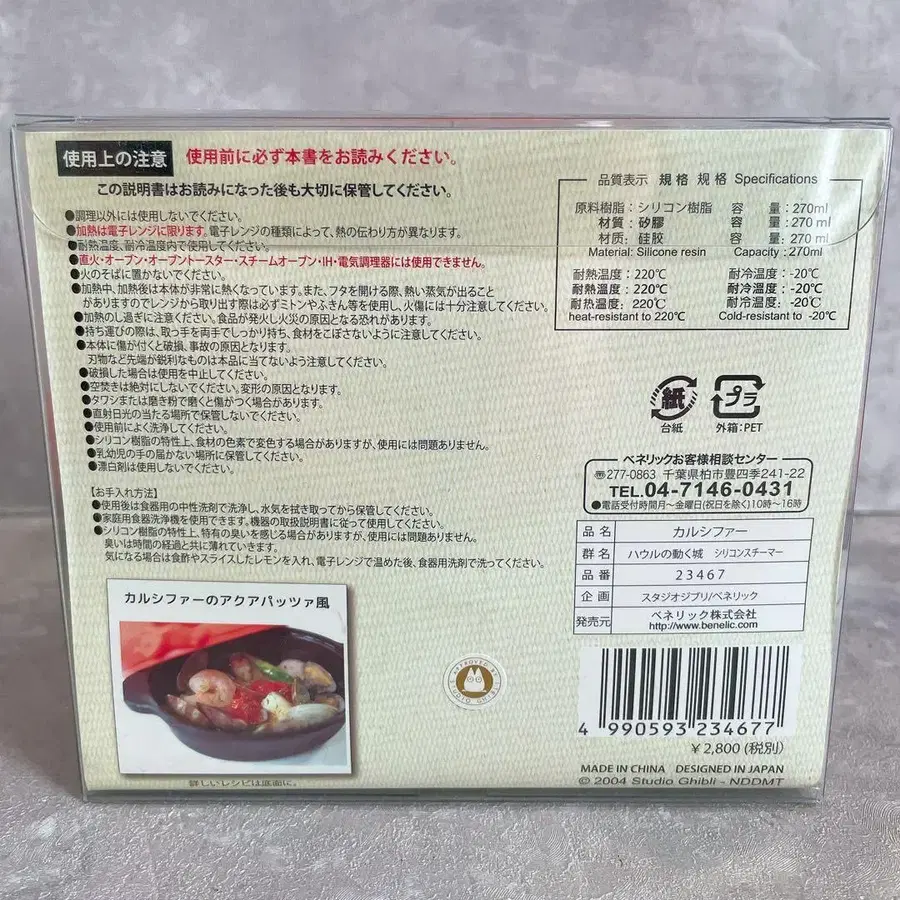 使用上の注意 使用前に必ず本書をお読みください。
この説明書はお読みになった後も大切に保管してください。
●調理以外には使用しないでください。
●加熱は電子レンジに限ります。電子レンジの種類によって、熱の伝わり方が異なります。
●耐熱温度、耐冷温度内で使用してください。
●直火・オーブン・オーブントースター・スチームオーブン・IH・電気調理器には使用できません。
●火のそばに置かないでください。
●加熱中、加熱後は本体が非常に熱くなっています。また、フタを開ける際、熱い蒸気が出ること
がありますのでレンジから取り出す際は必ずミトンやふきん等を使用し、火傷には十分注意してください。
●加熱のし過ぎに注意ください。食品が発火し火災の原因となる恐れがあります。
●持ち運びの際は、取っ手を両手でしっかり持ち、食材をこぼさないように注意してください。
●本体に傷が付くと破損、事故の原因となります。
刃物など先端が鋭利なものは本品に当てないよう注意してください。
●破損した場合は使用を中止してください。
●空焚きは絶対にしないでください。変形の原因となります。
●タワシまたは磨き粉で磨くと傷がつく場合があります。
●直射日光の当たる場所で保管しないでください。
●使用前によく洗浄してください。
●シリコン樹脂の特性上、食材の色素で変色する場合がありますが、使用には問題ありません。
●乳幼児の手の届かない場所に保管してください。
●漂白剤は使用しないでください。
【お手入れ方法】
●使用後は食器用の中性洗剤で洗浄し、水気を拭き取ってから保管してください。
●家庭用食器洗浄機を使用できます。機器の取扱説明書に従って使用してください。
●シリコン樹脂の特性上、特有の臭いを感じる場合がありますが、使用には問題ありません。
臭いは時間の経過と共に薄れていきます。
気になる場合は食酢やスライスしたレモンを入れ、電子レンジで温めた後、食器用洗剤で洗ってください。
カルシファーのアクアパッツァ風
詳しいレシピは底面に。
品質表示 規格 规格 Specifications
原料樹脂：シリコン樹脂 容 量：270ml
材質：矽膠 容 量：270 ml
材质：硅胶 容 量：270 ml
Material: Silicone resin Capacity : 270ml
耐熱温度：220℃ 耐冷温度：-20℃
耐熱溫度：220℃ 耐冷溫度：-20℃
耐热温度：220℃ 耐冷温度：-20℃
heat-resistant to 220℃ Cold-resistant to -20℃
紙 プラ
台紙 外箱：PET
ベネリックお客様相談センター
〠277-0863 千葉県柏市豊四季241-22
TEL.04-7146-0431
●電話受付時間月～金曜日(祝日を除く)10時～16時
品名 カルシファー
群名 ハウルの動く城 シリコンスチーマー
品番 23467
企画 スタジオジブリ/ベネリック
発売元 ベネリック株式会社
http://www.benelic.com
APPROVED BY STUDIO GHIBLI
4 990593 234677
￥2,800 (税別)
MADE IN CHINA DESIGNED IN JAPAN
© 2004 Studio Ghibli - NDDMT